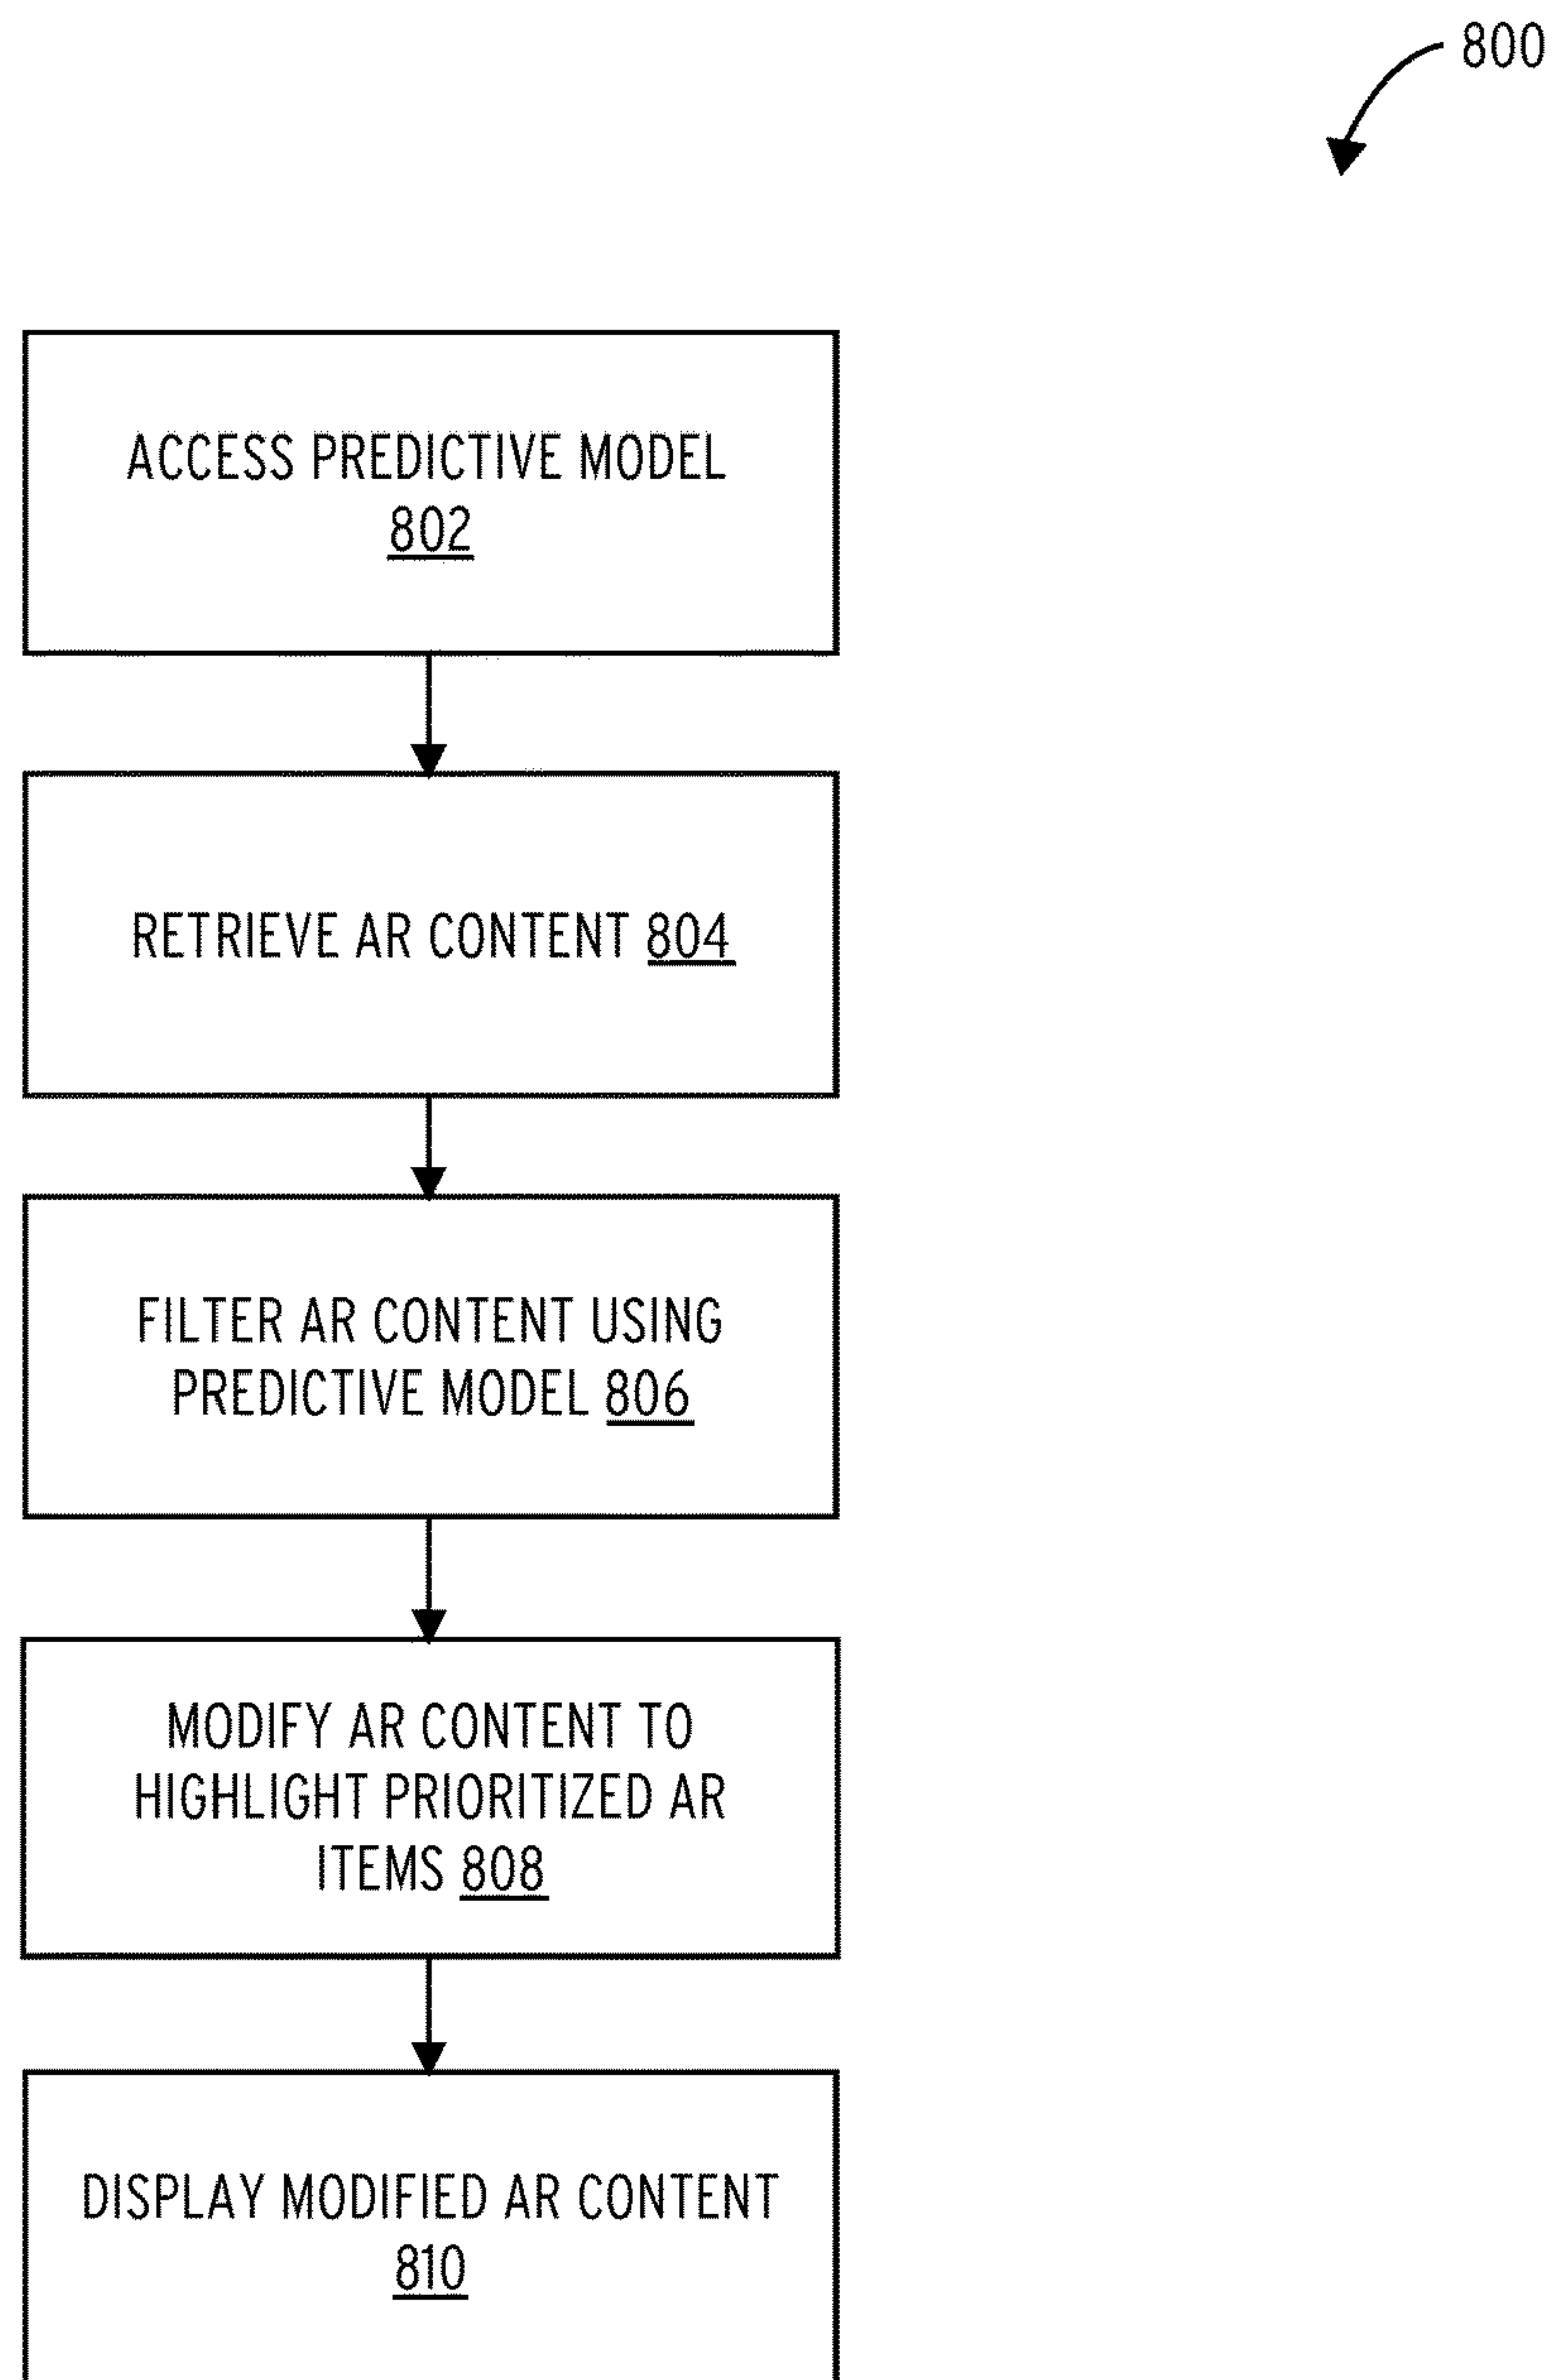 800
ACCESS PREDICTIVE MODEL
802
RETRIEVE AR CONTENT 804
FILTER AR CONTENT USING
PREDICTIVE MODEL 806
MODIFY AR CONTENT TO
HIGHLIGHT PRIORITIZED AR
ITEMS 808
DISPLAY MODIFIED AR CONTENT
810